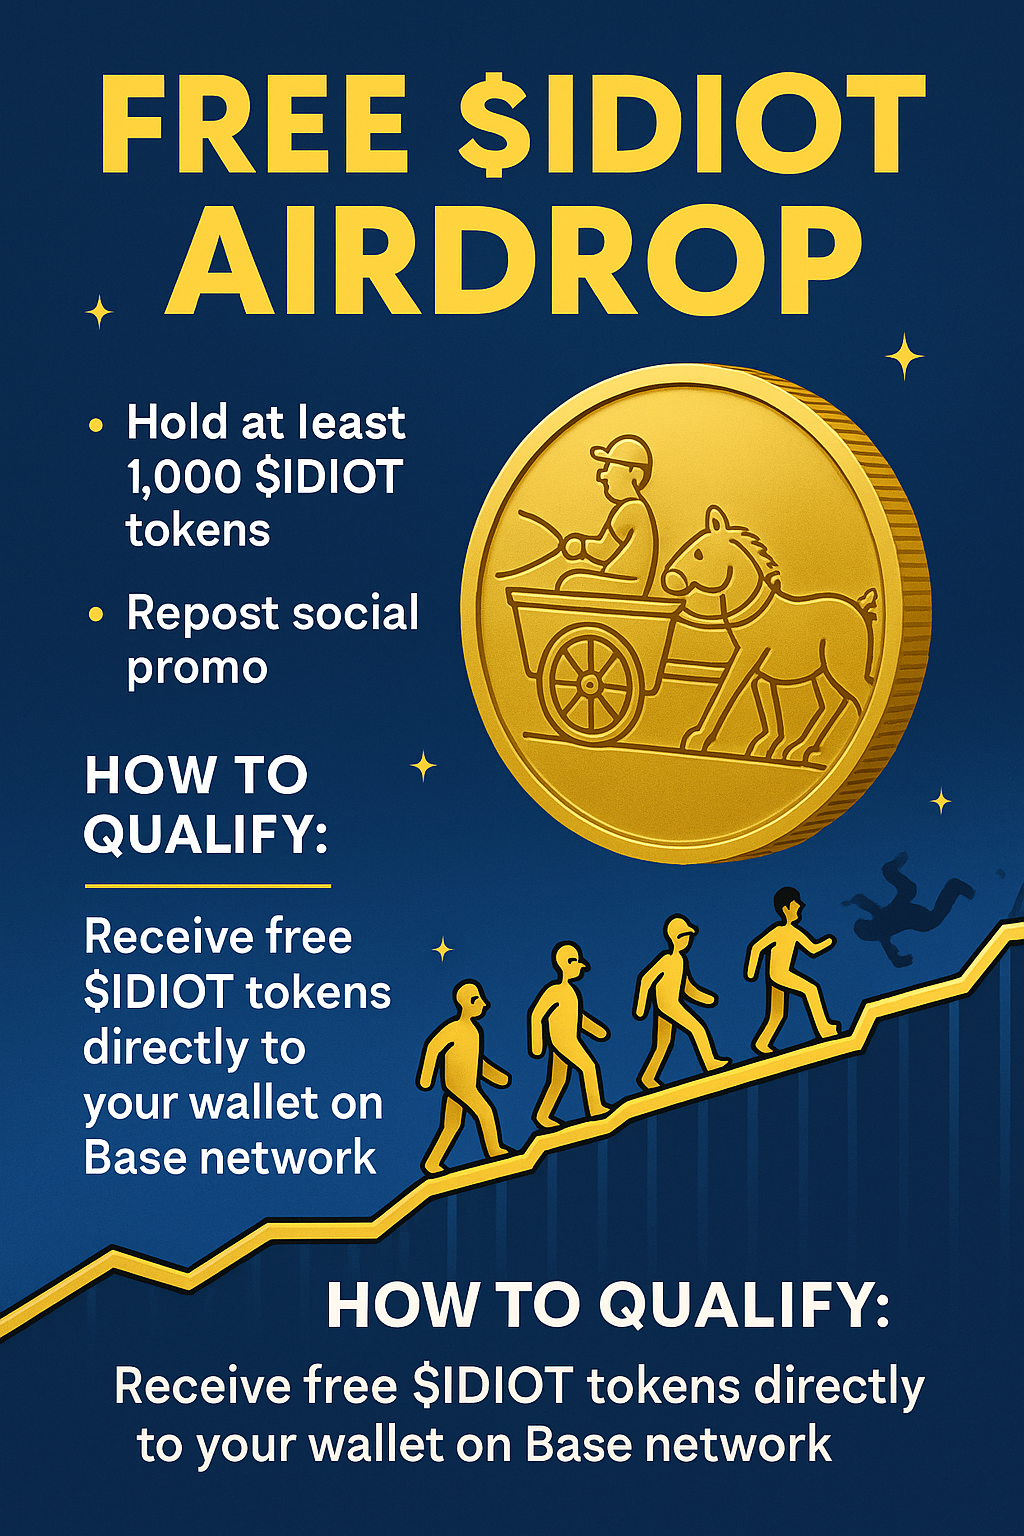 FREE $IDIOT
AIRDROP
• Hold at least
1,000 $IDIOT
tokens
• Repost social
promo
HOW TO
QUALIFY:
Receive free
$IDIOT tokens
directly to
your wallet on
Base network
HOW TO QUALIFY:
Receive free $IDIOT tokens directly
to your wallet on Base network